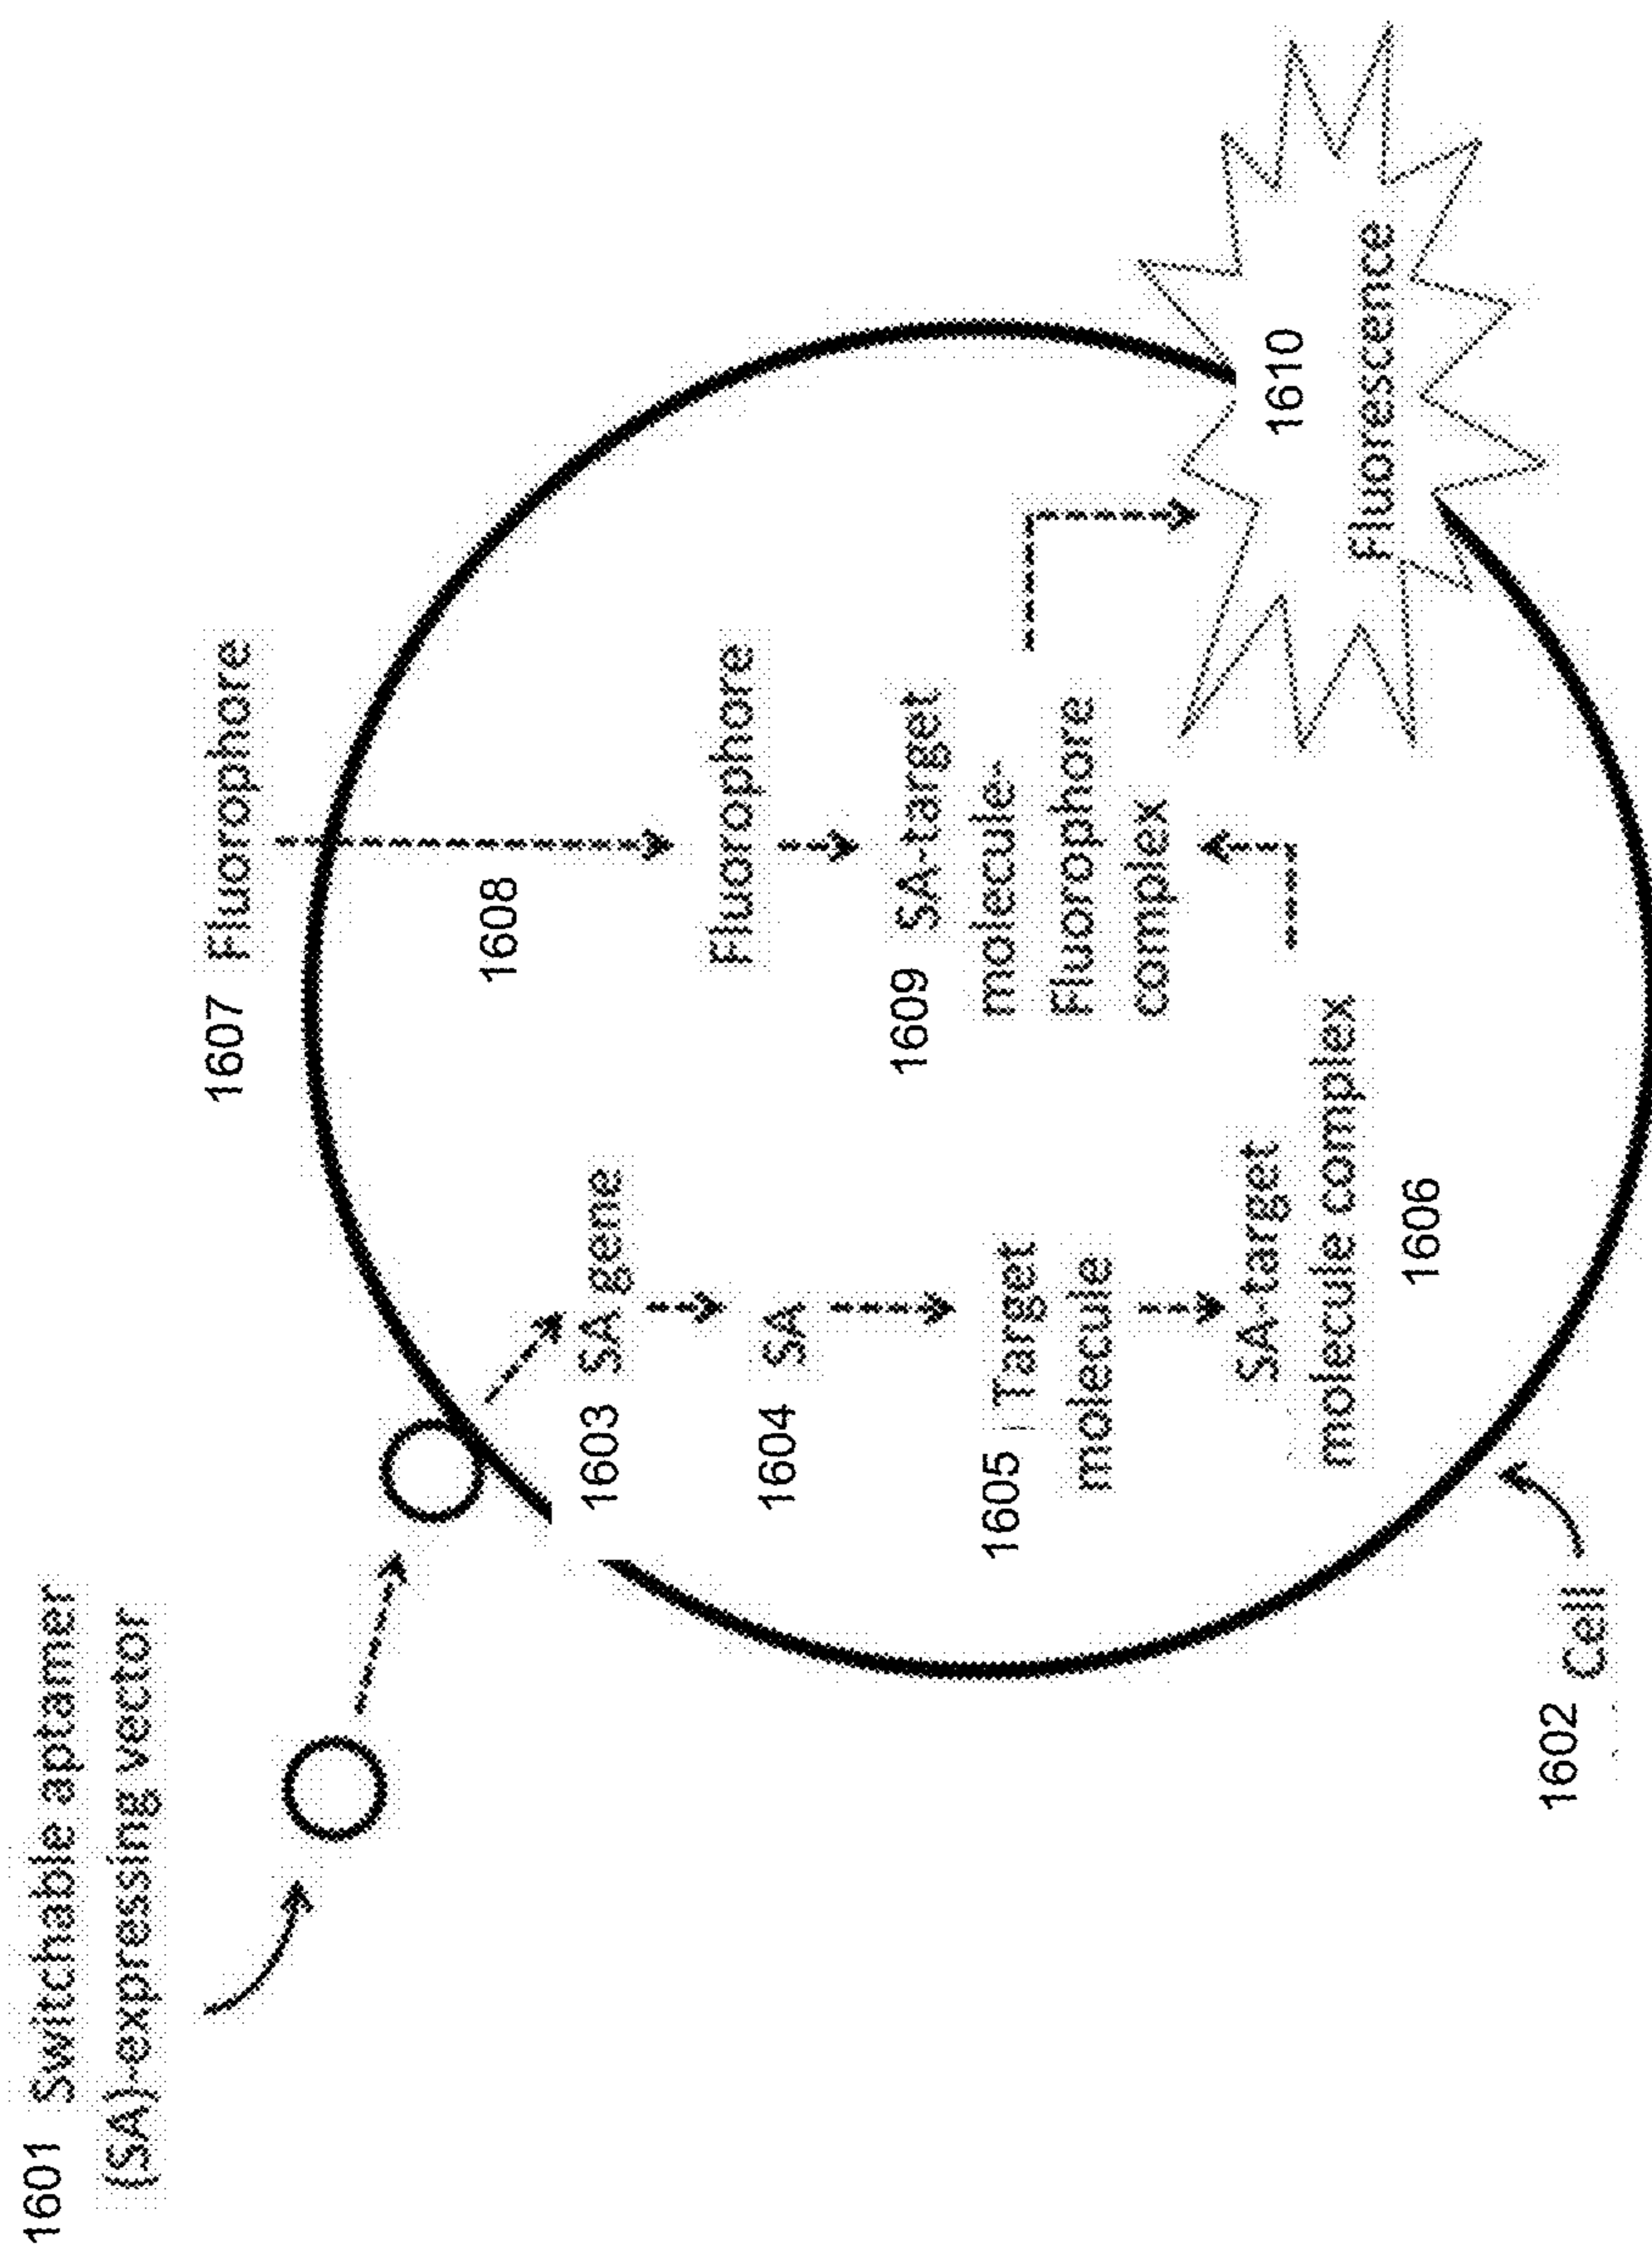 1601 Switchable aptamer
(SA)-expressing vector
1607 Fluorophore
1608
1603 SA gene
Fluorophore
1604 SA
1609 SA-target
molecule-
Fluorophore
complex
1605 Target
molecule
SA-target
molecule complex
1606
1610
Fluorescence
1602 Cell